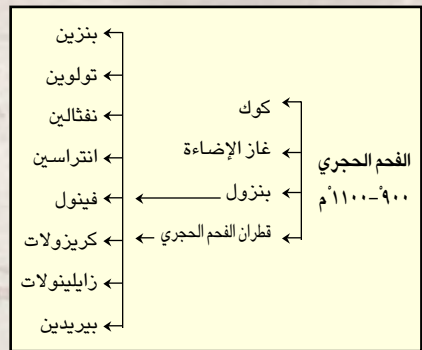 الفحم الحجري
٩٠٠°-١١٠٠°م
كوك
غاز الإضاءة
بنزول
قطران الفحم الحجري
بنزين
تولوين
نفثالين
انتراسين
فينول
كريزولات
زايلينولات
بيريدين